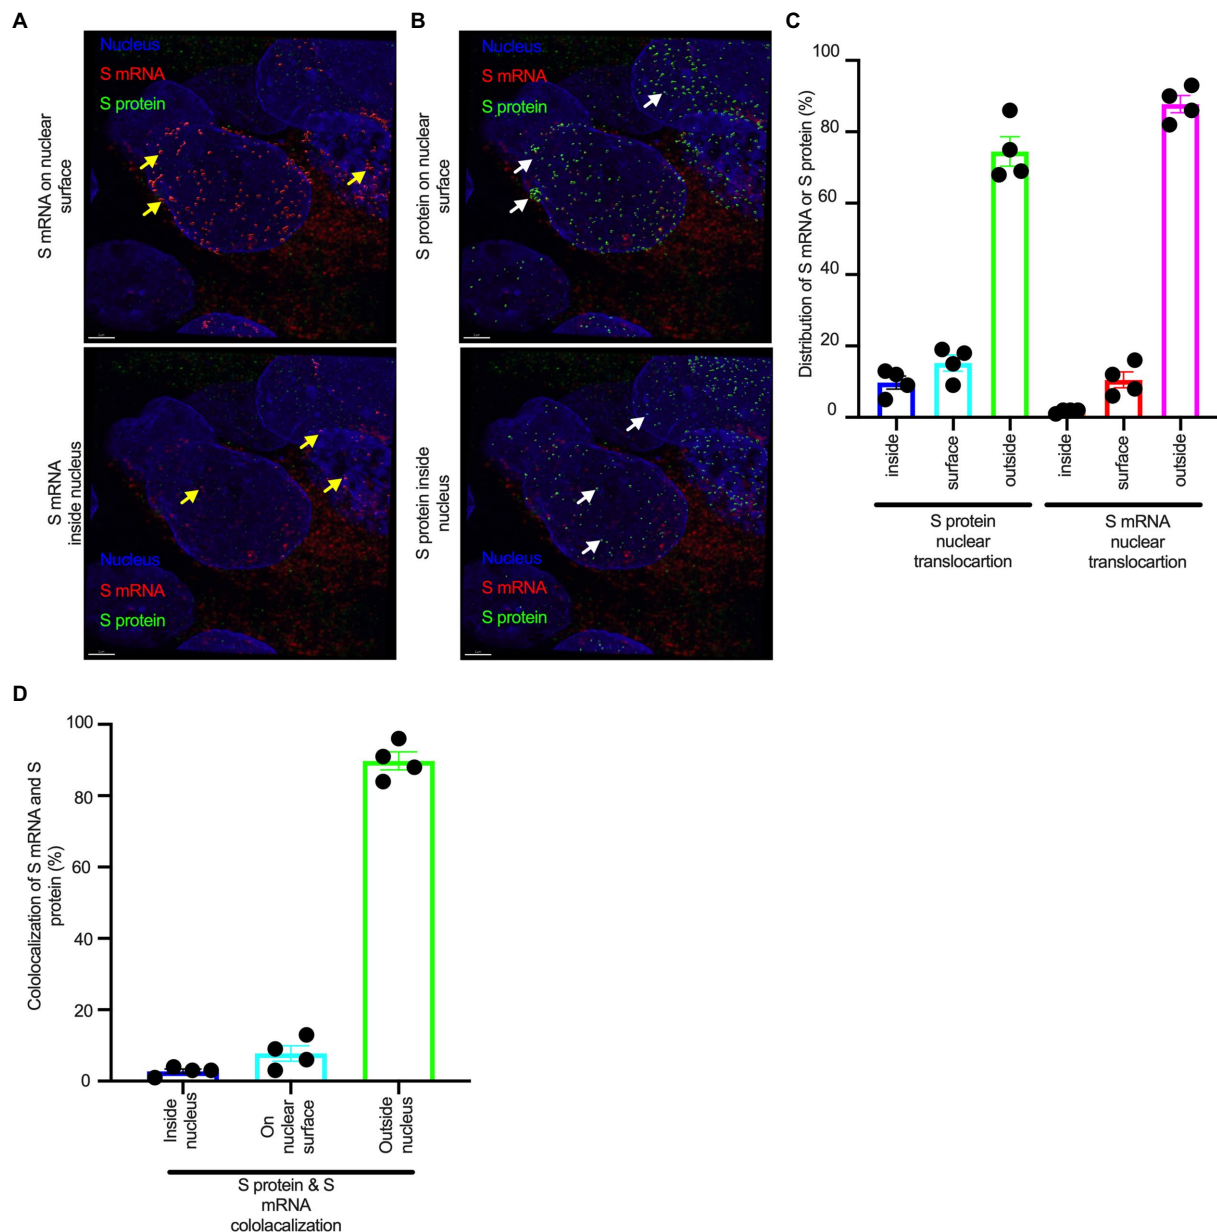 A
Nucleus
S mRNA
S protein
S mRNA on nuclear
surface
Nucleus
S mRNA
S protein
S mRNA
inside nucleus
B
Nucleus
S mRNA
S protein
S protein on nuclear
surface
Nucleus
S mRNA
S protein
S protein inside
nucleus
C
Distribution of S mRNA or S protein (%)
100
80
60
40
20
0
inside
surface
outside
inside
surface
outside
S protein
nuclear
translocartion
S mRNA
nuclear
translocartion
D
Cololocalization of S mRNA and S
protein (%)
100
80
60
40
20
0
Inside
nucleus
On
nuclear
surface
Outside
nucleus
S protein & S
mRNA
cololacalization